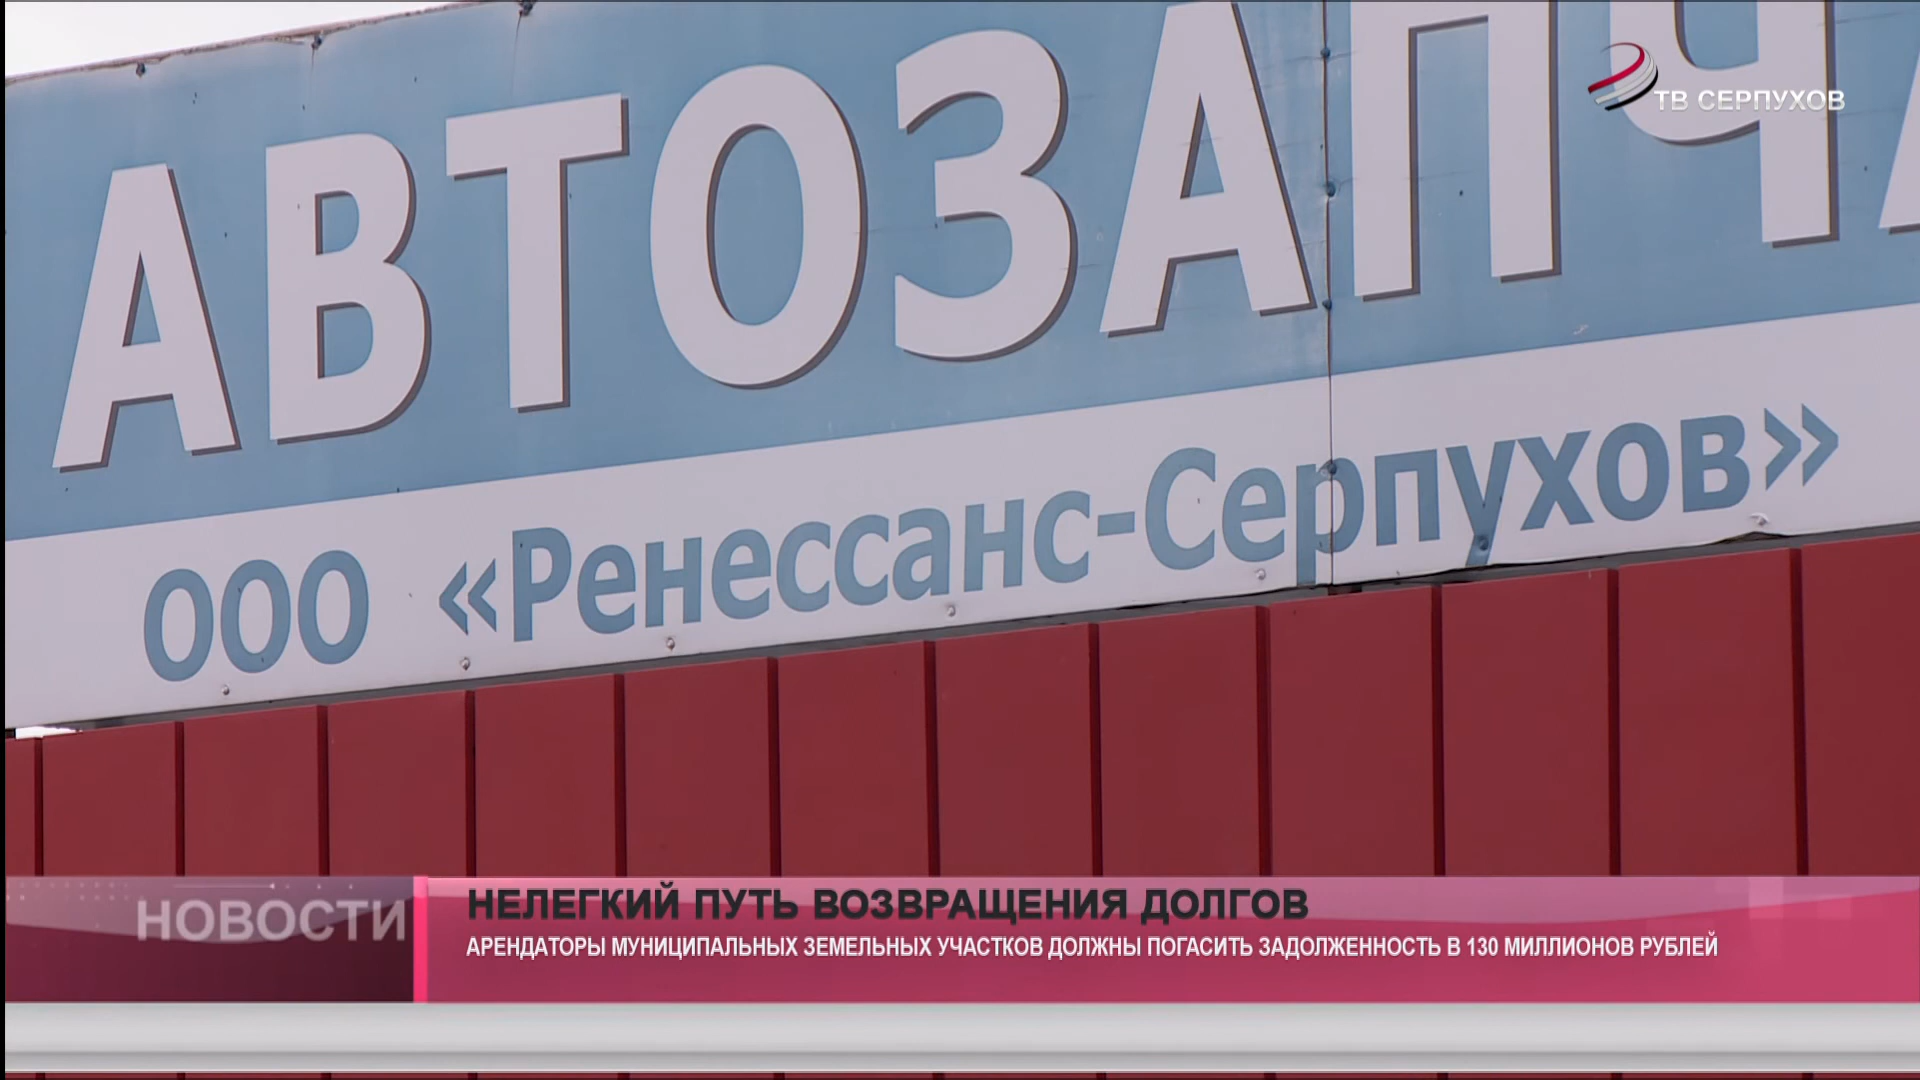 АВТОЗАПЧА
ТВ СЕРПУХОВ
ООО «Ренессанс-Серпухов»
НОВОСТИ
НЕЛЕГКИЙ ПУТЬ ВОЗВРАЩЕНИЯ ДОЛГОВ
АРЕНДАТОРЫ МУНИЦИПАЛЬНЫХ ЗЕМЕЛЬНЫХ УЧАСТКОВ ДОЛЖНЫ ПОГАСИТЬ ЗАДОЛЖЕННОСТЬ В 130 МИЛЛИОНОВ РУБЛЕЙ